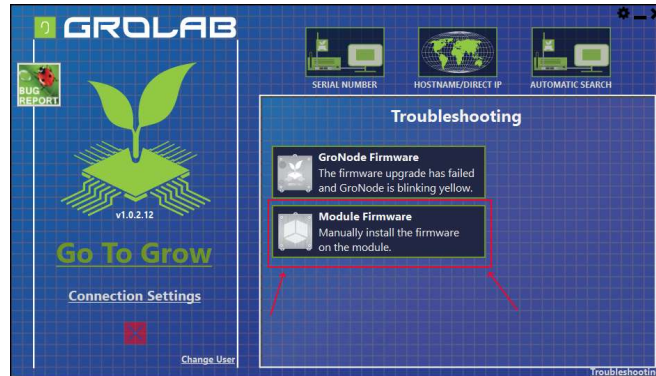 GROLAB
BUG
REPORT
v1.0.2.12
Go To Grow
Connection Settings
Change User
SERIAL NUMBER
HOSTNAME/DIRECT IP
AUTOMATIC SEARCH
Troubleshooting
GroNode Firmware
The firmware upgrade has failed
and GroNode is blinking yellow.
Module Firmware
Manually install the firmware
on the module.
Troubleshootin